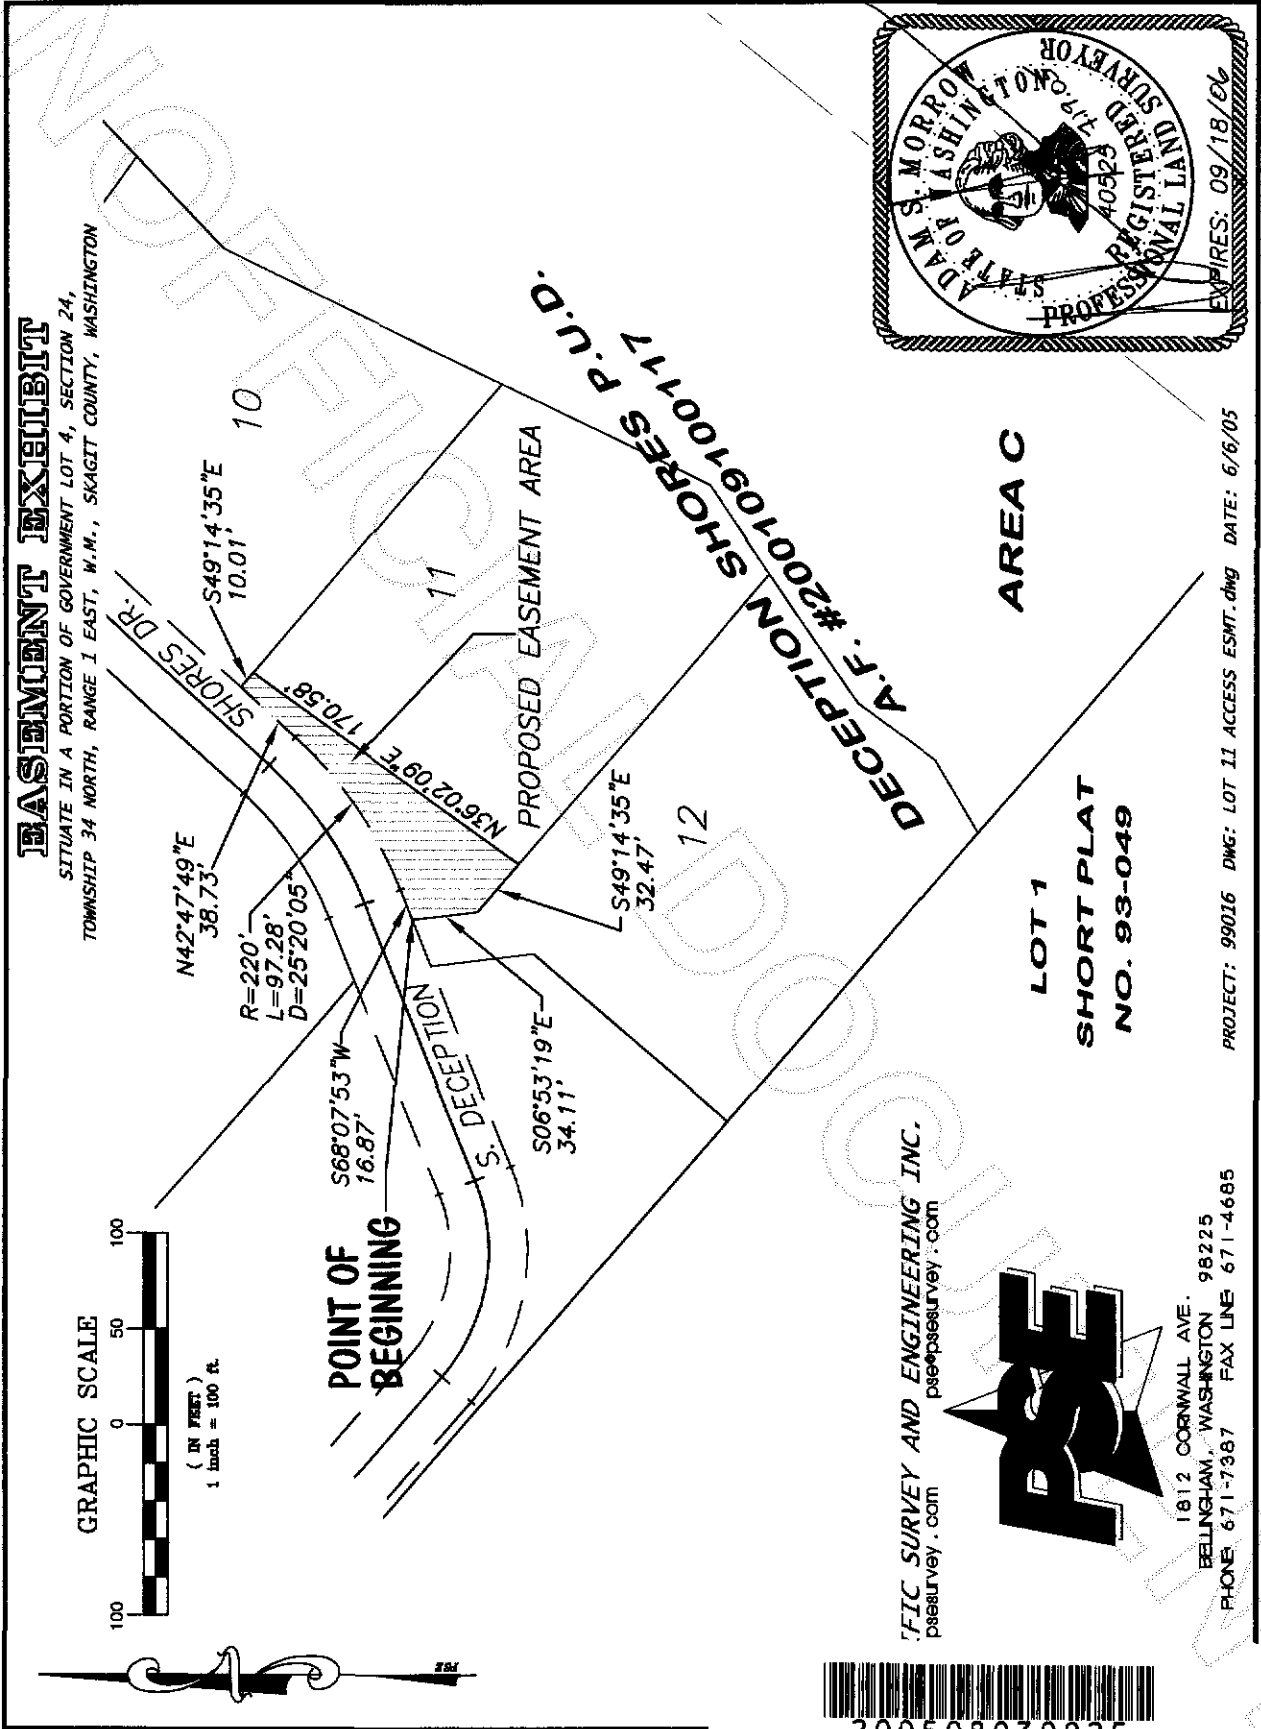 EASEMENT EXHIBIT
SITUATE IN A PORTION OF GOVERNMENT LOT 4, SECTION 24,
TOWNSHIP 34 NORTH, RANGE 1 EAST, W.M., SKAGIT COUNTY, WASHINGTON
GRAPHIC SCALE
100 0 50 100
( IN FEET )
1 inch = 100 ft.
PSE
N42°47'49"E
38.73'
R=220'
L=97.28'
D=25°20'05"
S68°07'53"W
16.87'
POINT OF
BEGINNING
S. DECEPTION
SHORES DR.
S49°14'35"E
10.01'
10
170.58'
N36°02'09"E
11
PROPOSED EASEMENT AREA
S06°53'19"E
34.11'
S49°14'35"E
32.47'
12
DECEPTION SHORES P.U.D.
A.F. #200109100117
AREA C
LOT 1
SHORT PLAT
NO. 93-049
UNOFFICIAL DOCUMENT
ADAM S. MORROW
STATE OF WASHINGTON
40525
REGISTERED
PROFESSIONAL LAND SURVEYOR
EXPIRES: 09/18/06
IFIC SURVEY AND ENGINEERING INC.
psesurvey.com pse@psesurvey.com
PSE
1812 CORNWALL AVE.
BELLINGHAM, WASHINGTON 98225
PHONE: 671-7387 FAX LINE: 671-4685
PROJECT: 99016 DWG: LOT 11 ACCESS ESMT.dwg DATE: 6/6/05